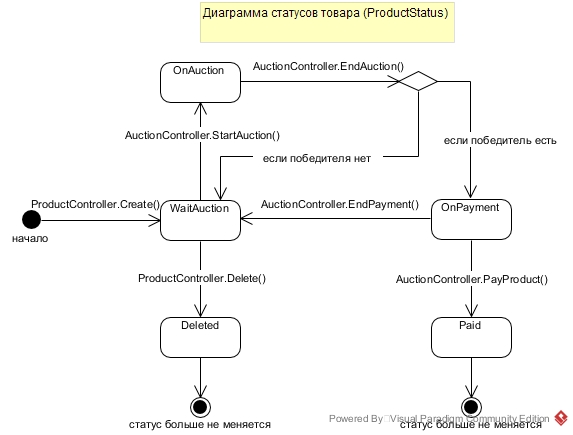 Диаграмма статусов товара (ProductStatus)
OnAuction
AuctionController.EndAuction()
AuctionController.StartAuction()
если победителя нет
если победитель есть
ProductController.Create()
WaitAuction
AuctionController.EndPayment()
OnPayment
начало
ProductController.Delete()
AuctionController.PayProduct()
Deleted
Paid
статус больше не меняется
статус больше не меняется
Powered By Visual Paradigm Community Edition